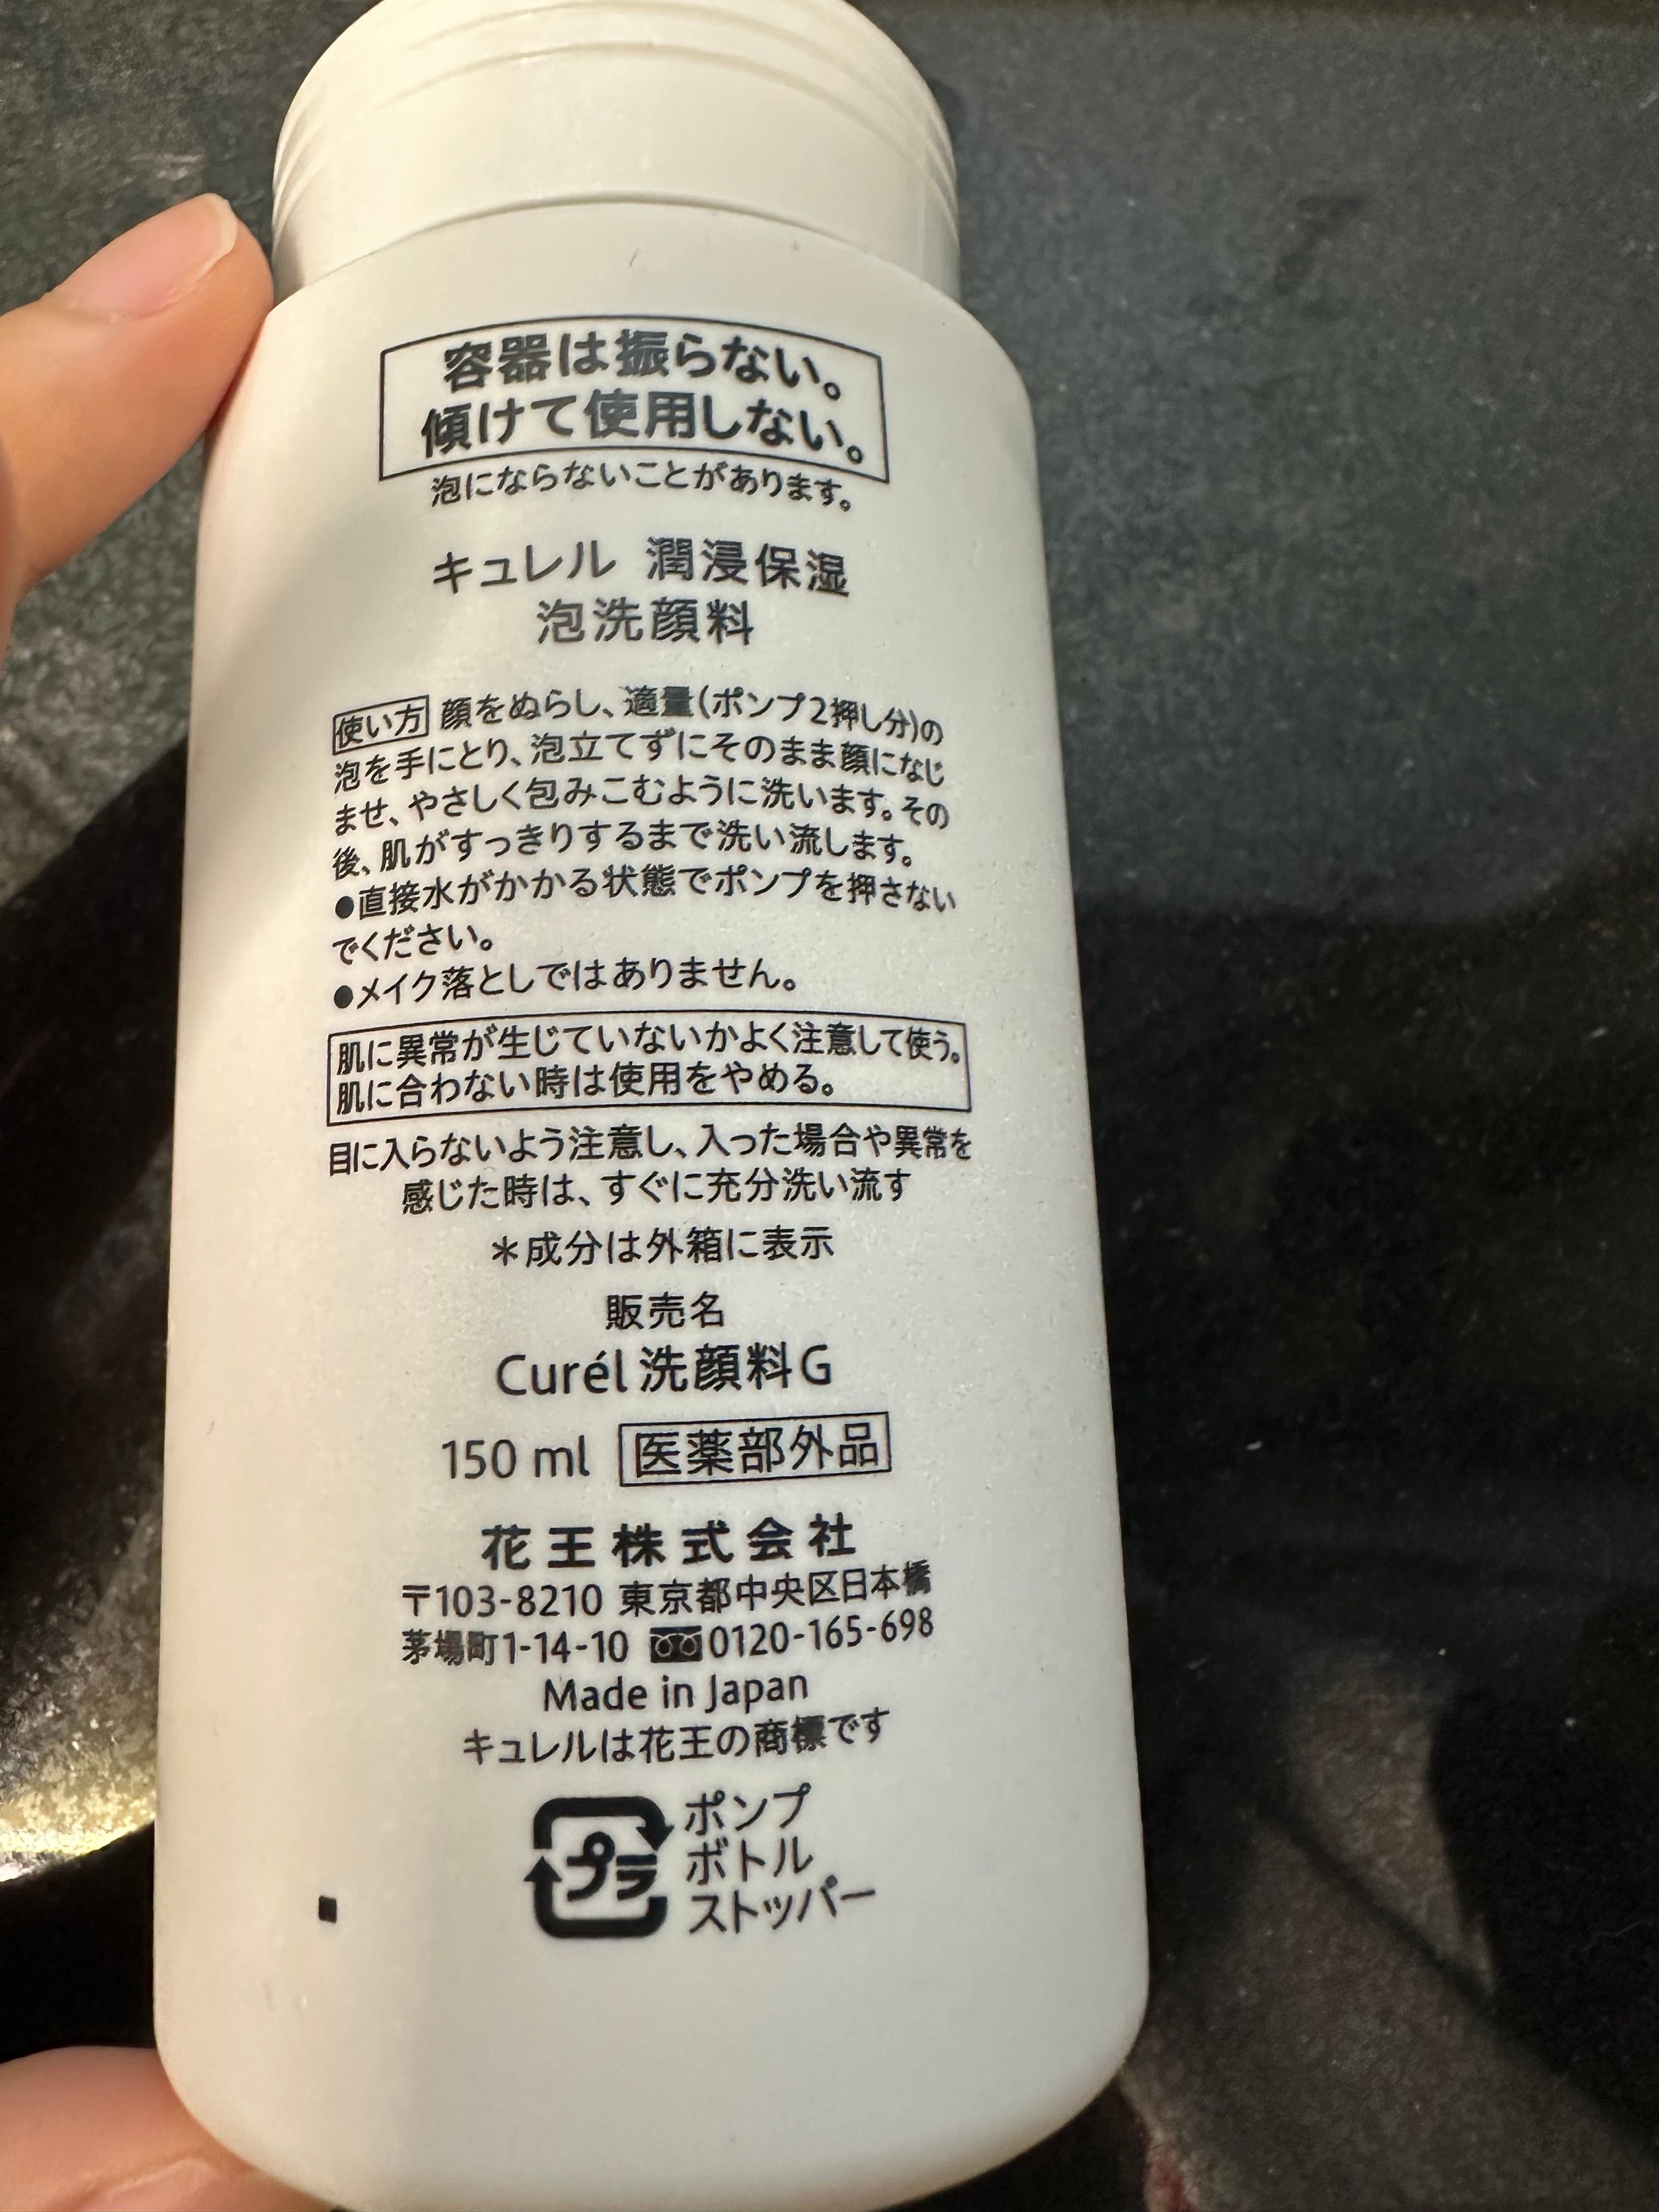 容器は振らない。
傾けて使用しない。
泡にならないことがあります。
キュレル 潤浸保湿
泡洗顔料
使い方 顔をぬらし、適量(ポンプ2押し分)の
泡を手にとり、泡立てずにそのまま顔になじ
ませ、やさしく包みこむように洗います。その
後、肌がすっきりするまで洗い流します。
●直接水がかかる状態でポンプを押さない
でください。
●メイク落としではありません。
肌に異常が生じていないかよく注意して使う。
肌に合わない時は使用をやめる。
目に入らないよう注意し、入った場合や異常を
感じた時は、すぐに充分洗い流す
＊成分は外箱に表示
販売名
Curél 洗顔料G
150 ml 医薬部外品
花王株式会社
〒103-8210 東京都中央区日本橋
茅場町1-14-10 0120-165-698
Made in Japan
キュレルは花王の商標です
プラ
ポンプ
ボトル
ストッパー